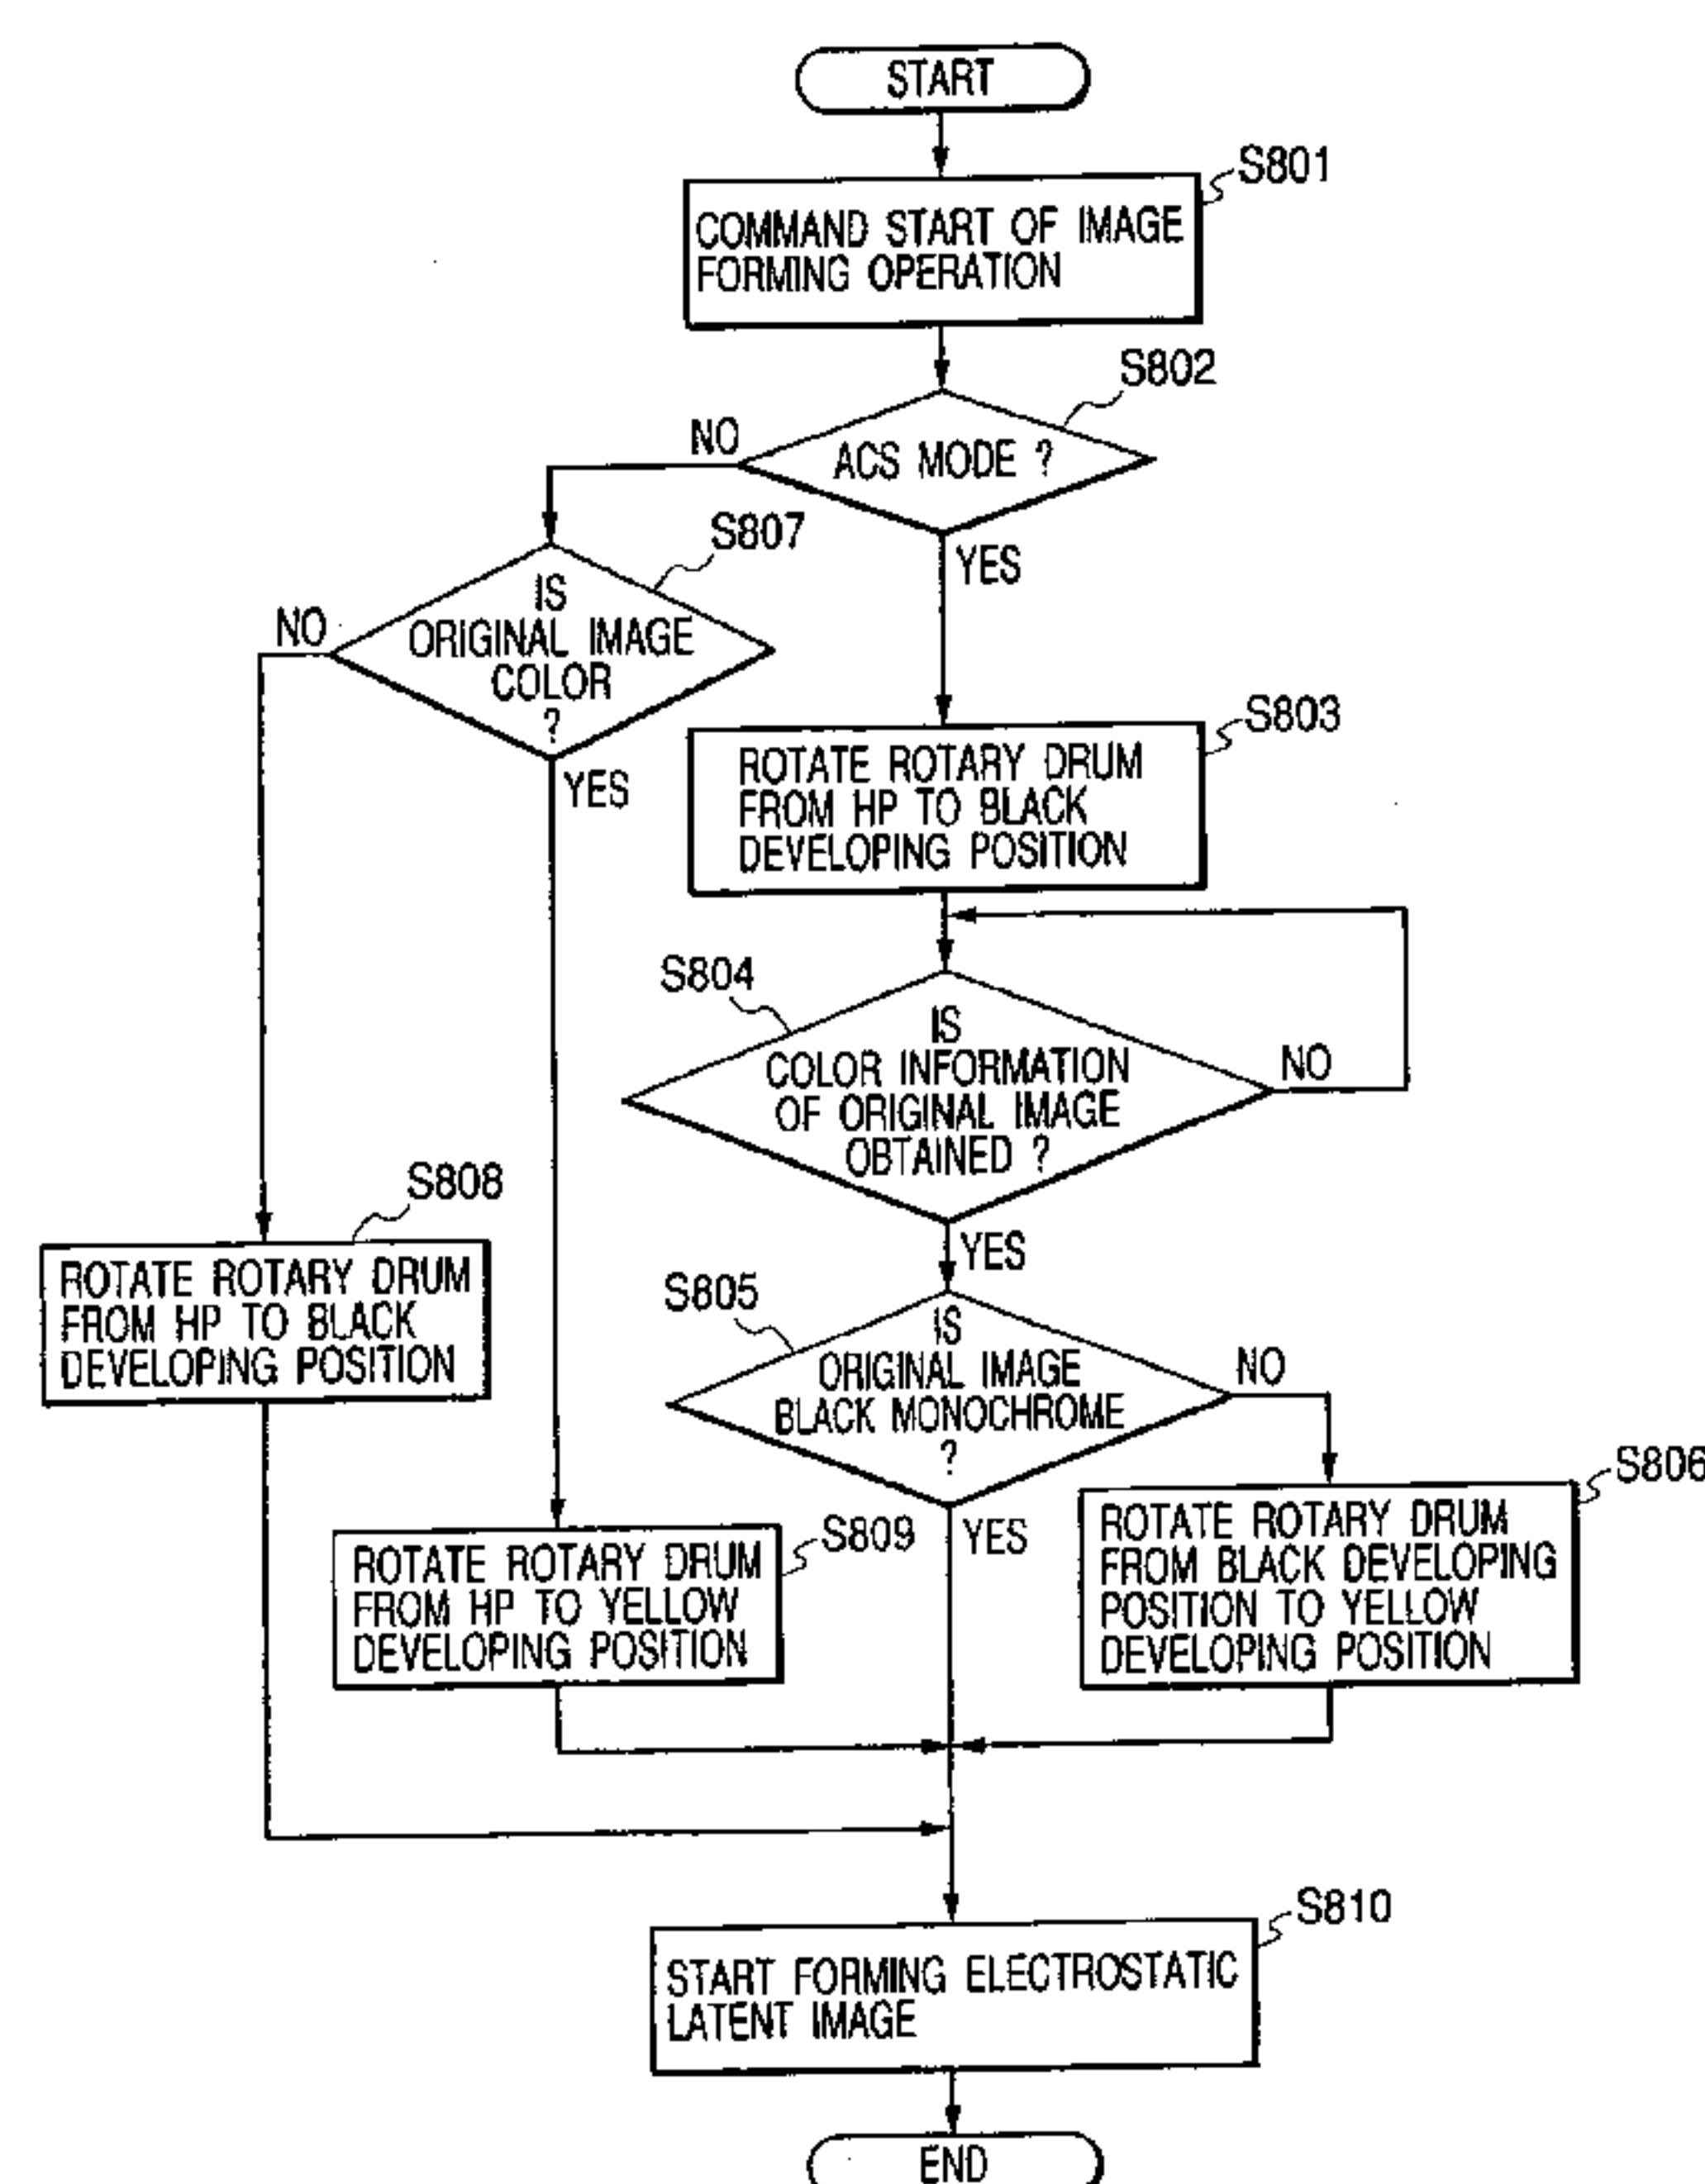 START
S801
COMMAND START OF IMAGE
FORMING OPERATION
S802
NO
ACS MODE ?
YES
S807
NO
IS
ORIGINAL IMAGE
COLOR
?
YES
S803
ROTATE ROTARY DRUM
FROM HP TO BLACK
DEVELOPING POSITION
S804
IS
COLOR INFORMATION
OF ORIGINAL IMAGE
OBTAINED ?
NO
YES
S808
ROTATE ROTARY DRUM
FROM HP TO BLACK
DEVELOPING POSITION
S805
IS
ORIGINAL IMAGE
BLACK MONOCHROME
?
NO
YES
S806
ROTATE ROTARY DRUM
FROM BLACK DEVELOPING
POSITION TO YELLOW
DEVELOPING POSITION
S809
ROTATE ROTARY DRUM
FROM HP TO YELLOW
DEVELOPING POSITION
S810
START FORMING ELECTROSTATIC
LATENT IMAGE
END